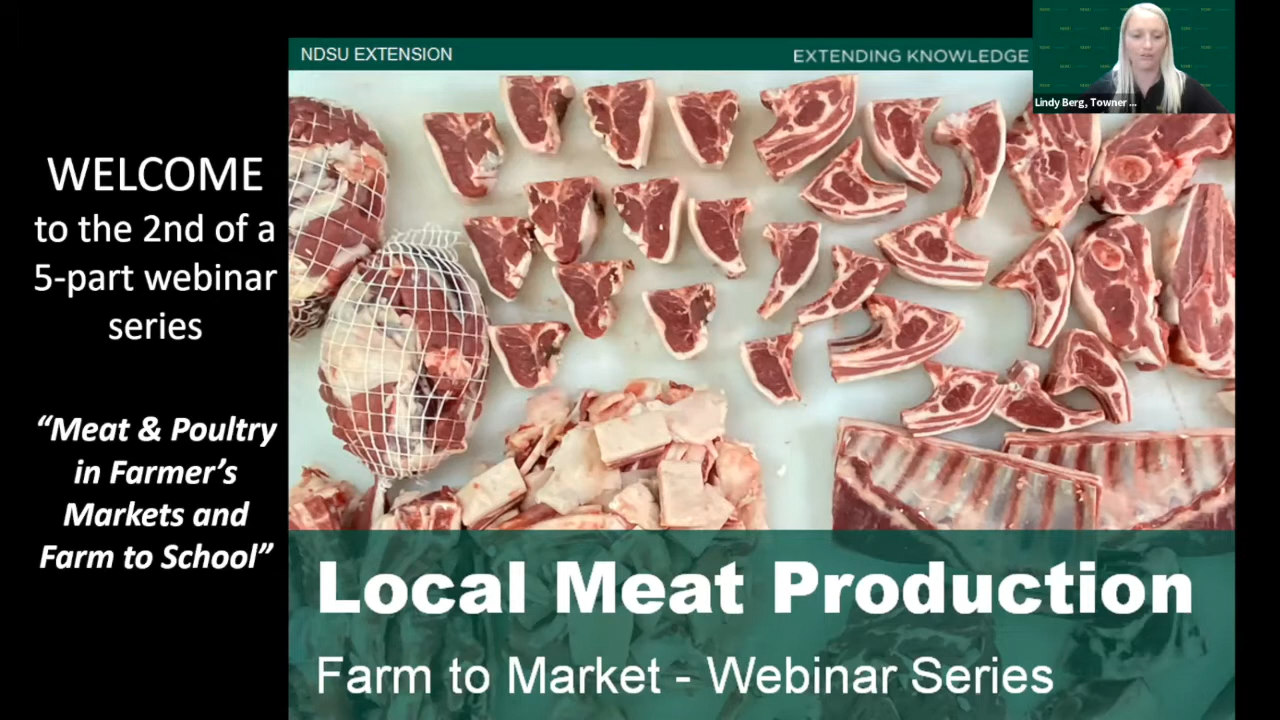 NDSU EXTENSION
EXTENDING KNOWLEDGE
Lindy Berg, Towner ...
WELCOME
to the 2nd of a
5-part webinar
series
“Meat & Poultry
in Farmer’s
Markets and
Farm to School”
Local Meat Production
Farm to Market - Webinar Series